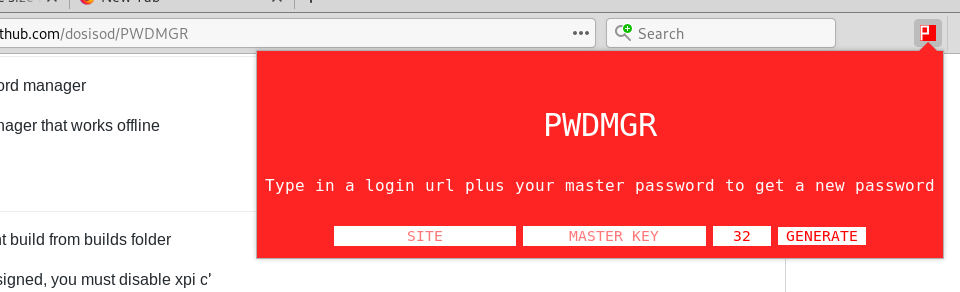 New Tab
thub.com/dosisod/PWDMGR
Search
ord manager
nager that works offline
PWDMGR
Type in a login url plus your master password to get a new password
SITE
MASTER KEY
32
GENERATE
t build from builds folder
signed, you must disable xpi c'